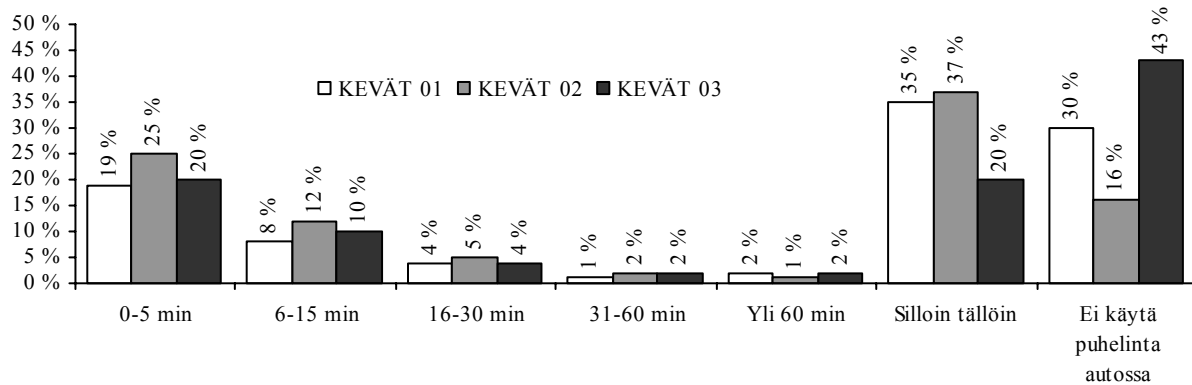 50 %
45 %
40 %
35 %
30 %
25 %
20 %
15 %
10 %
5 %
0 %
KEVÄT 01 KEVÄT 02 KEVÄT 03
19 % 25 % 20 %
8 % 12 % 10 %
4 % 5 % 4 %
1 % 2 % 2 %
2 % 1 % 2 %
35 % 37 % 20 %
30 % 16 % 43 %
0-5 min 6-15 min 16-30 min 31-60 min Yli 60 min Silloin tällöin Ei käytä
puhelinta
autossa